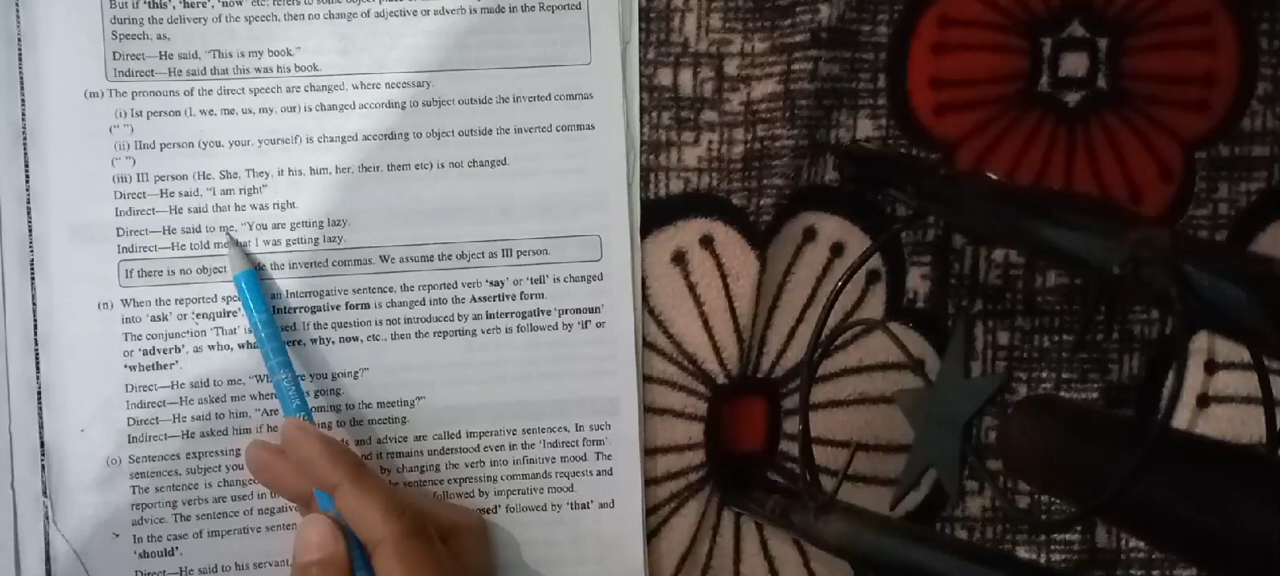 But if 'this', 'here', 'now' etc. refers to some object
during the delivery of the speech, then no change of adjective or adverb is made in the Reported
Speech, as,
Direct—He said, "This is my book."
Indirect—He said that this was his book.
(m) The pronouns of the direct speech are changed, where necessary.
(i) Ist person (I, we, me, us, my, our) is changed according to subject outside the inverted commas
(" ")
(ii) IInd person (you, your, yourself) is changed according to object outside the inverted commas
(" ")
(iii) III person (He, She, They, it his, him, her, their, them etc) is not changed.
Direct—He said, "I am right"
Indirect—He said that he was right.
Direct—He said to me, "You are getting lazy.
Indirect—He told me that I was getting lazy.
If there is no object the inverted commas. We assume the object as III person.
(n) When the reported an Interrogative sentence, the reported verb 'say' or 'tell' is changed
into 'ask' or 'enquire'. Interrogative form is changed into the Assertive form.
The conjunction 'That' is If the question is not introduced by an interrogative 'pronoun'
or 'adverb', as who, why, now, etc., then the reporting verb is followed by 'if' or
'whether'.
Direct—He said to me, you going?"
Indirect—He asked me going.
Direct—He said to him, "Are to the meeting?"
Indirect—He asked him if he to the meeting.
(o) Sentences expressing and advice are called imperative sentences, In such
sentences, subject you it remains understood even in the 'Indirect form'
The sentence is by changing the verb into infinitive mood. The
reporting verbs are used in sentence expressing commands requests and
advice. The sentence of followed by imperative mood.
In the case of imperative followed by 'that' and
'should'.
Direct—He said to his servant,
SONIK